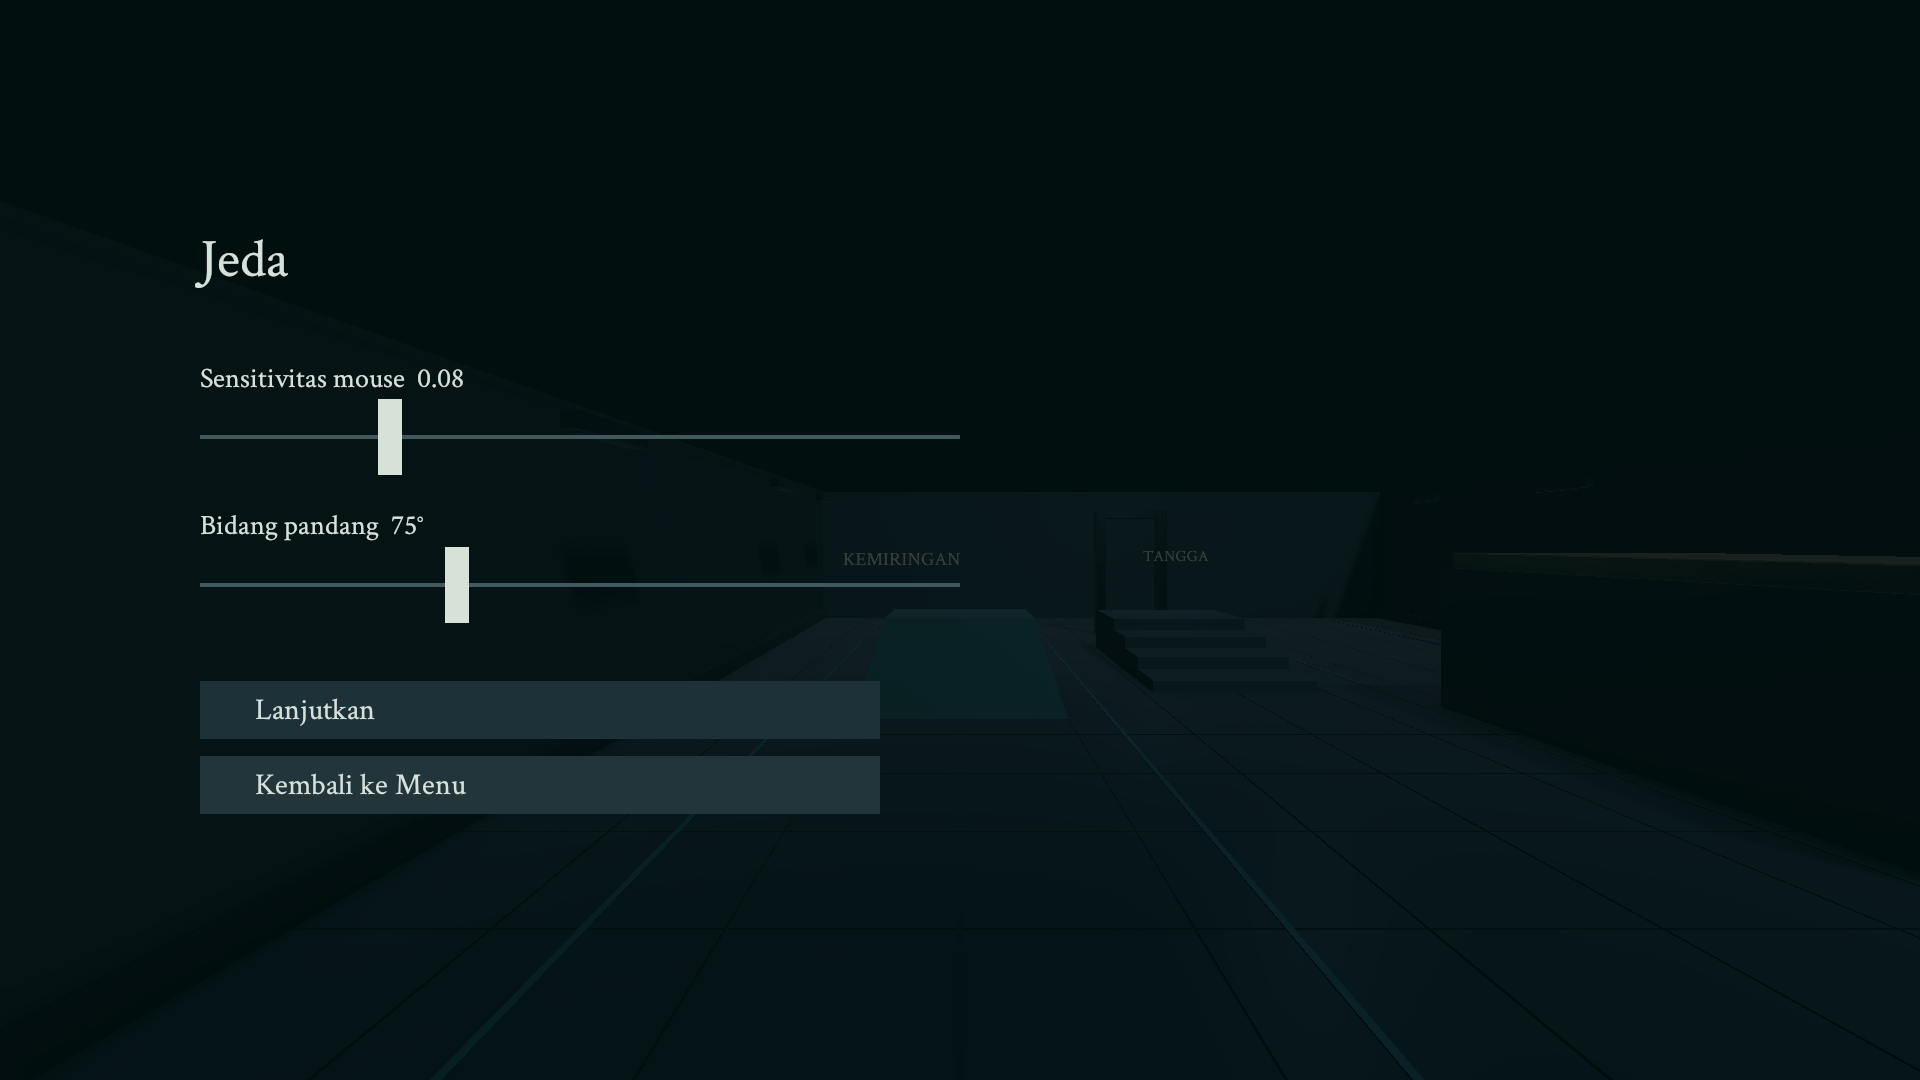 Jeda
Sensitivitas mouse 0.08
Bidang pandang 75°
KEMIRINGAN
TANGGA
Lanjutkan
Kembali ke Menu